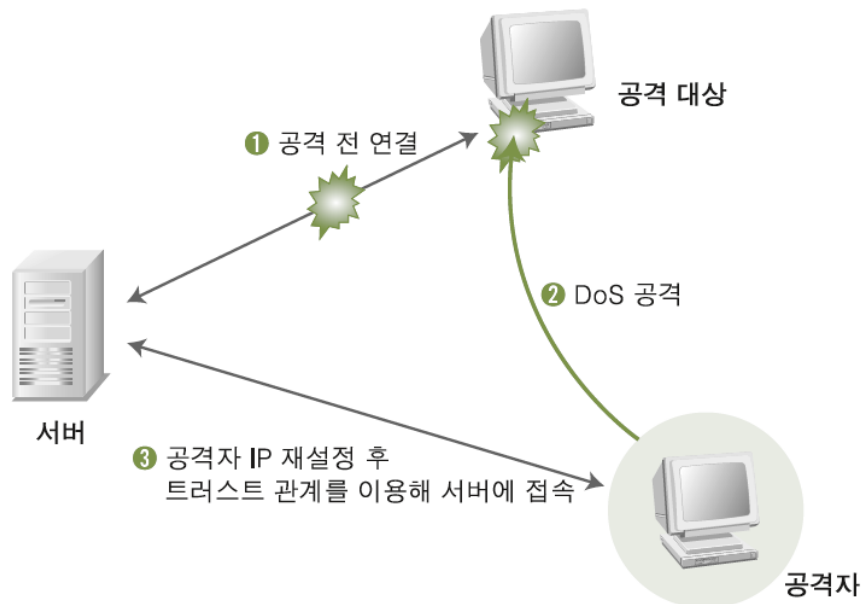 공격 대상
❶ 공격 전 연결
❷ DoS 공격
서버
❸ 공격자 IP 재설정 후
트러스트 관계를 이용해 서버에 접속
공격자